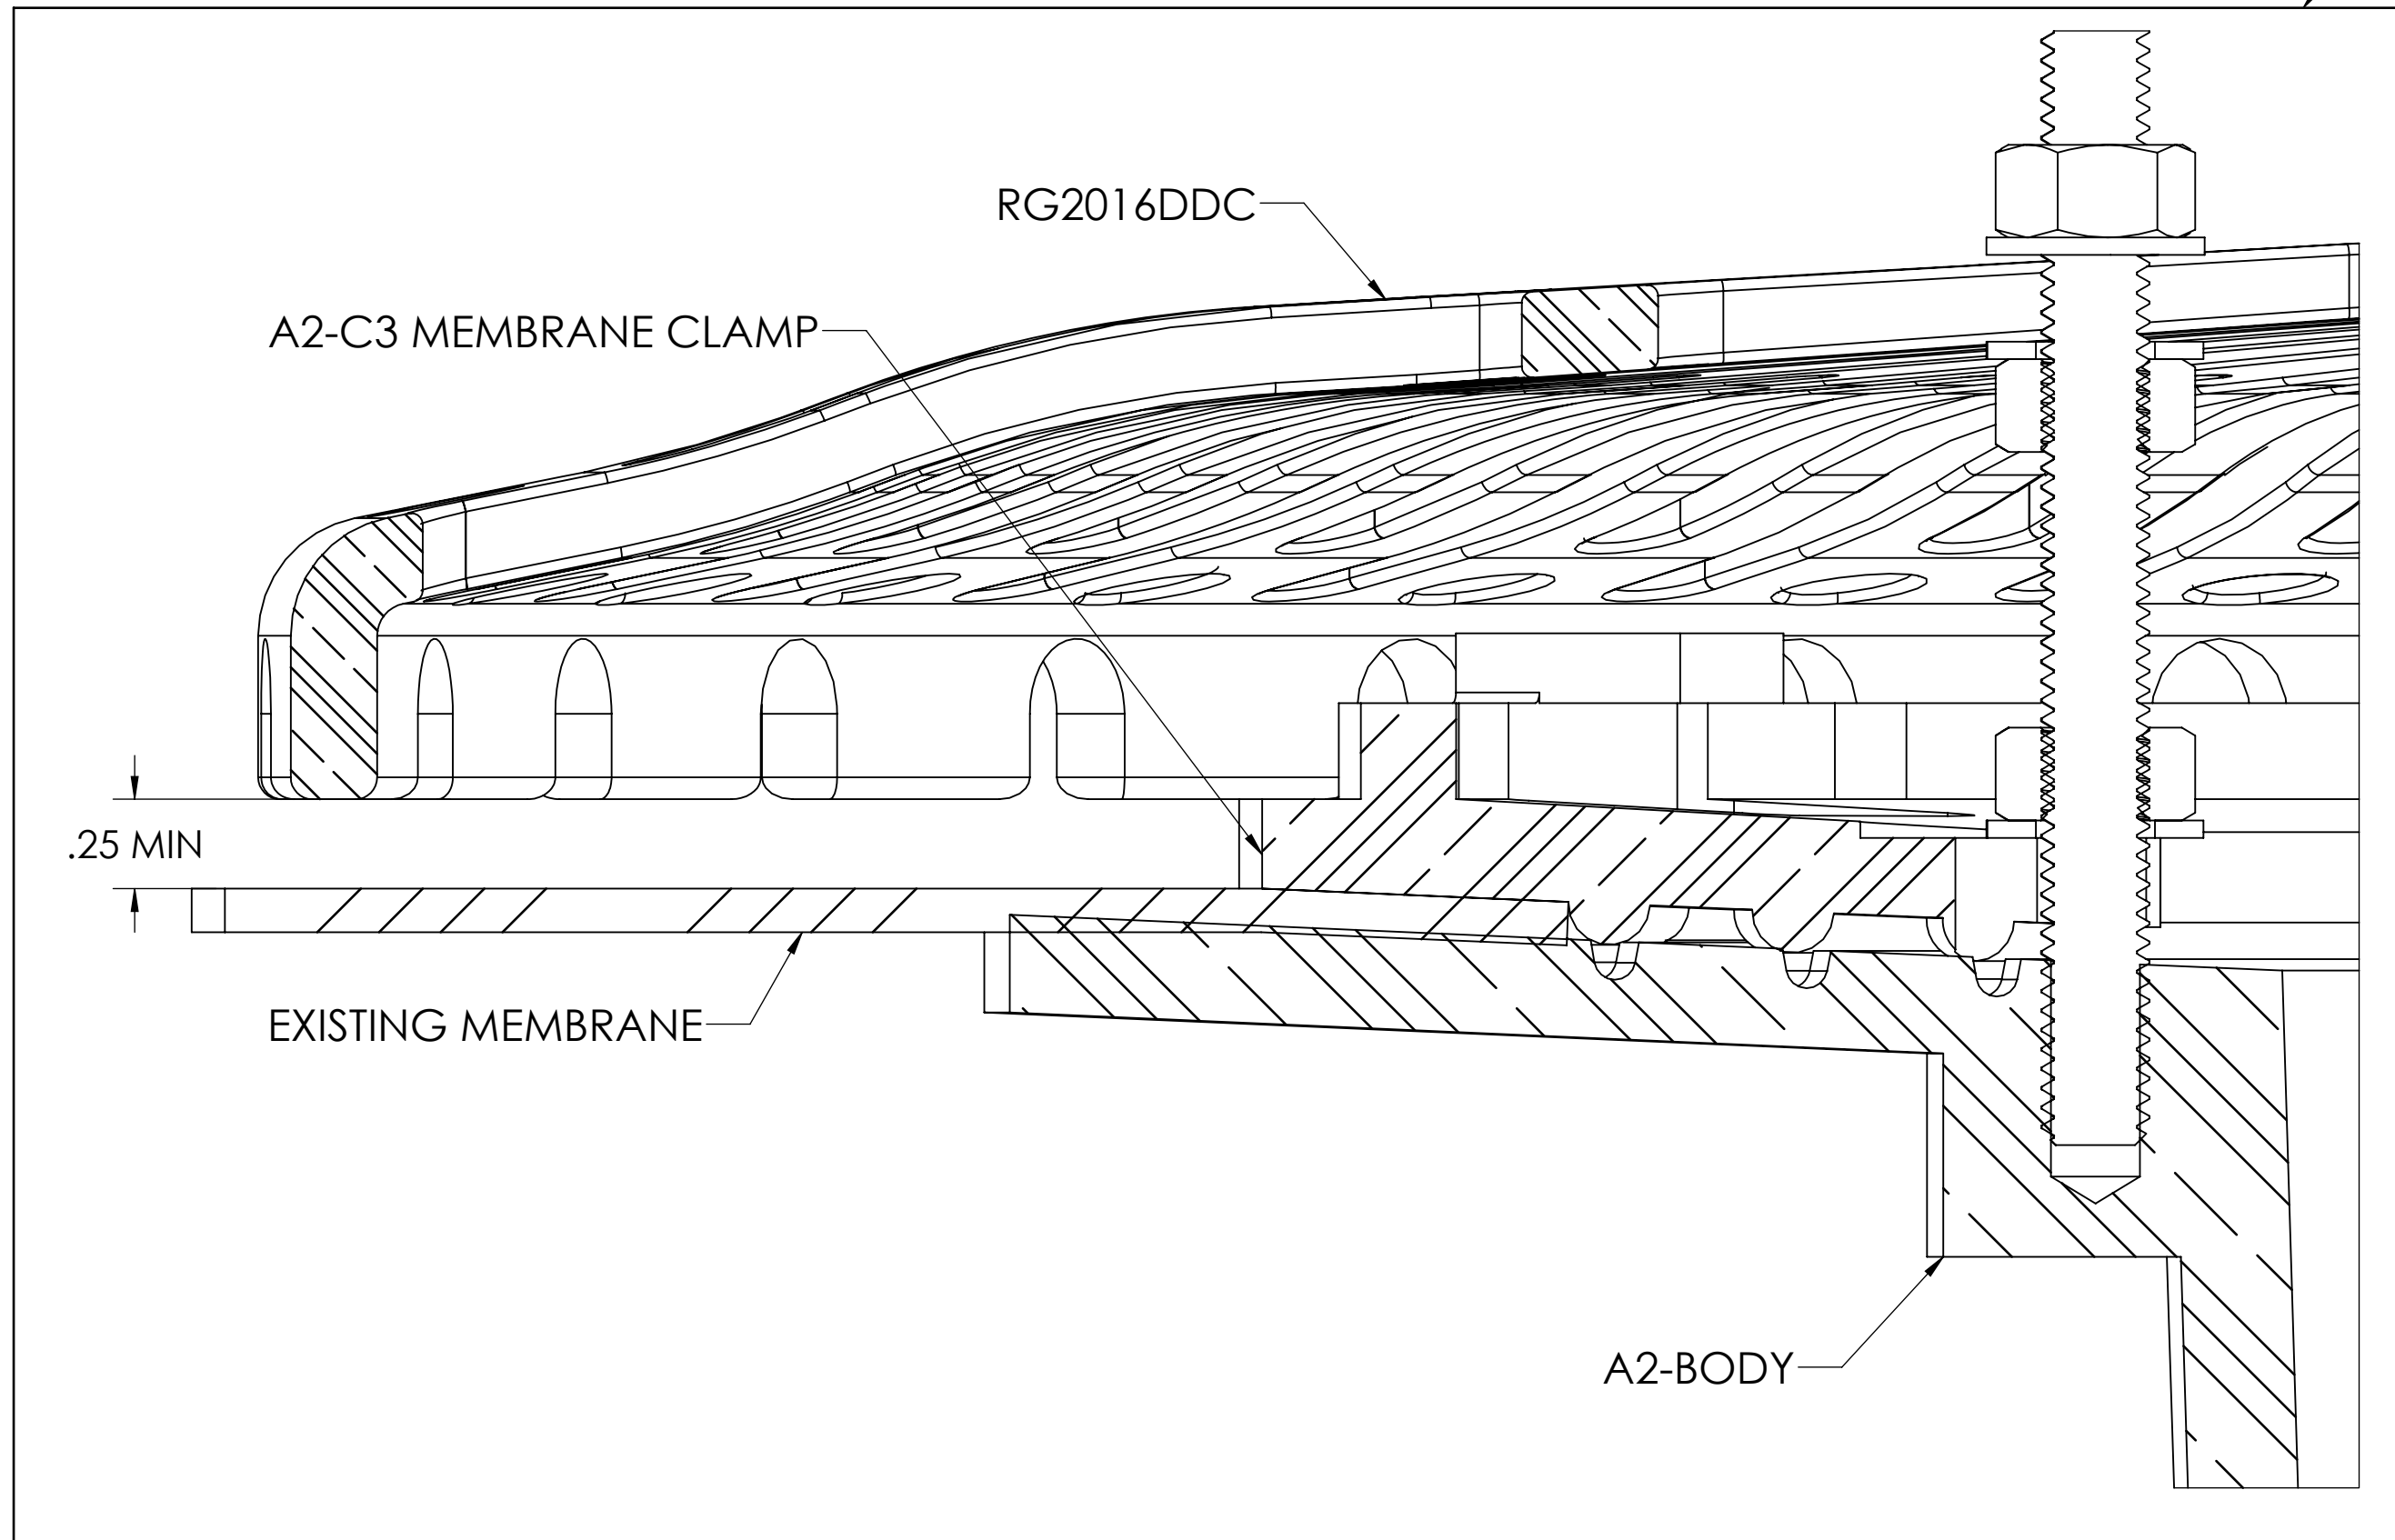 RG2016DDC
A2-C3 MEMBRANE CLAMP
.25 MIN
EXISTING MEMBRANE
A2-BODY